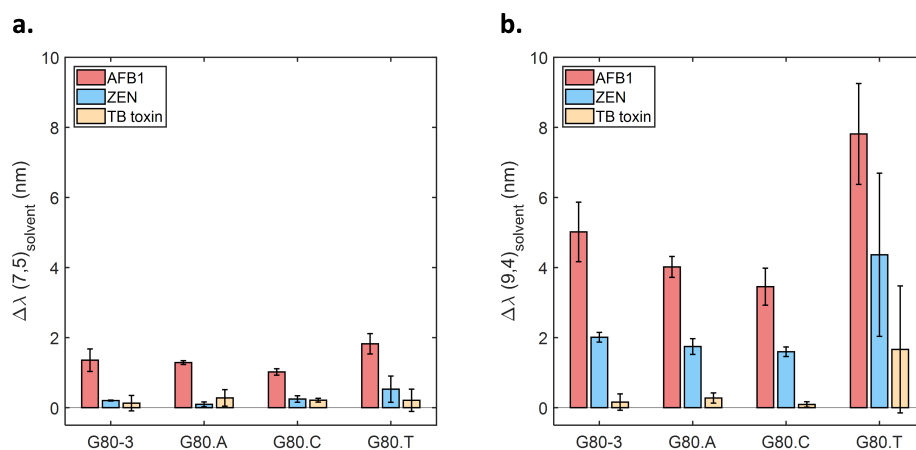 a.
10
8
6
4
2
0
Δλ (7,5)solvent (nm)
AFB1
ZEN
TB toxin
G80-3 G80.A G80.C G80.T
b.
10
8
6
4
2
0
Δλ (9,4)solvent (nm)
AFB1
ZEN
TB toxin
G80-3 G80.A G80.C G80.T